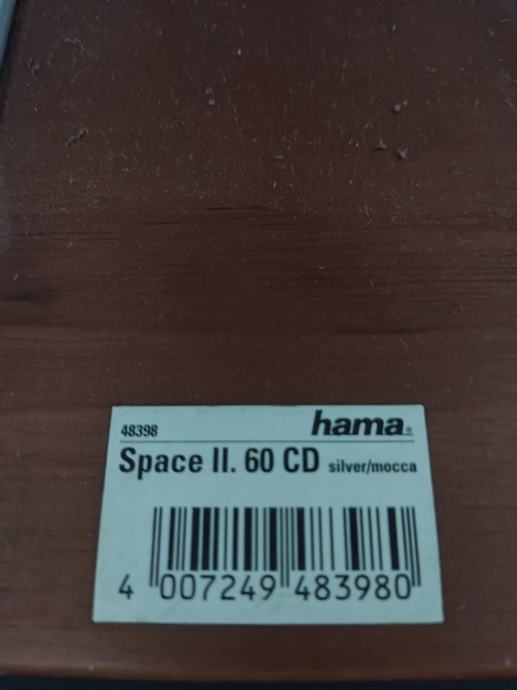 48398 hama®
Space II. 60 CD silver/mocca
4 007249 483980